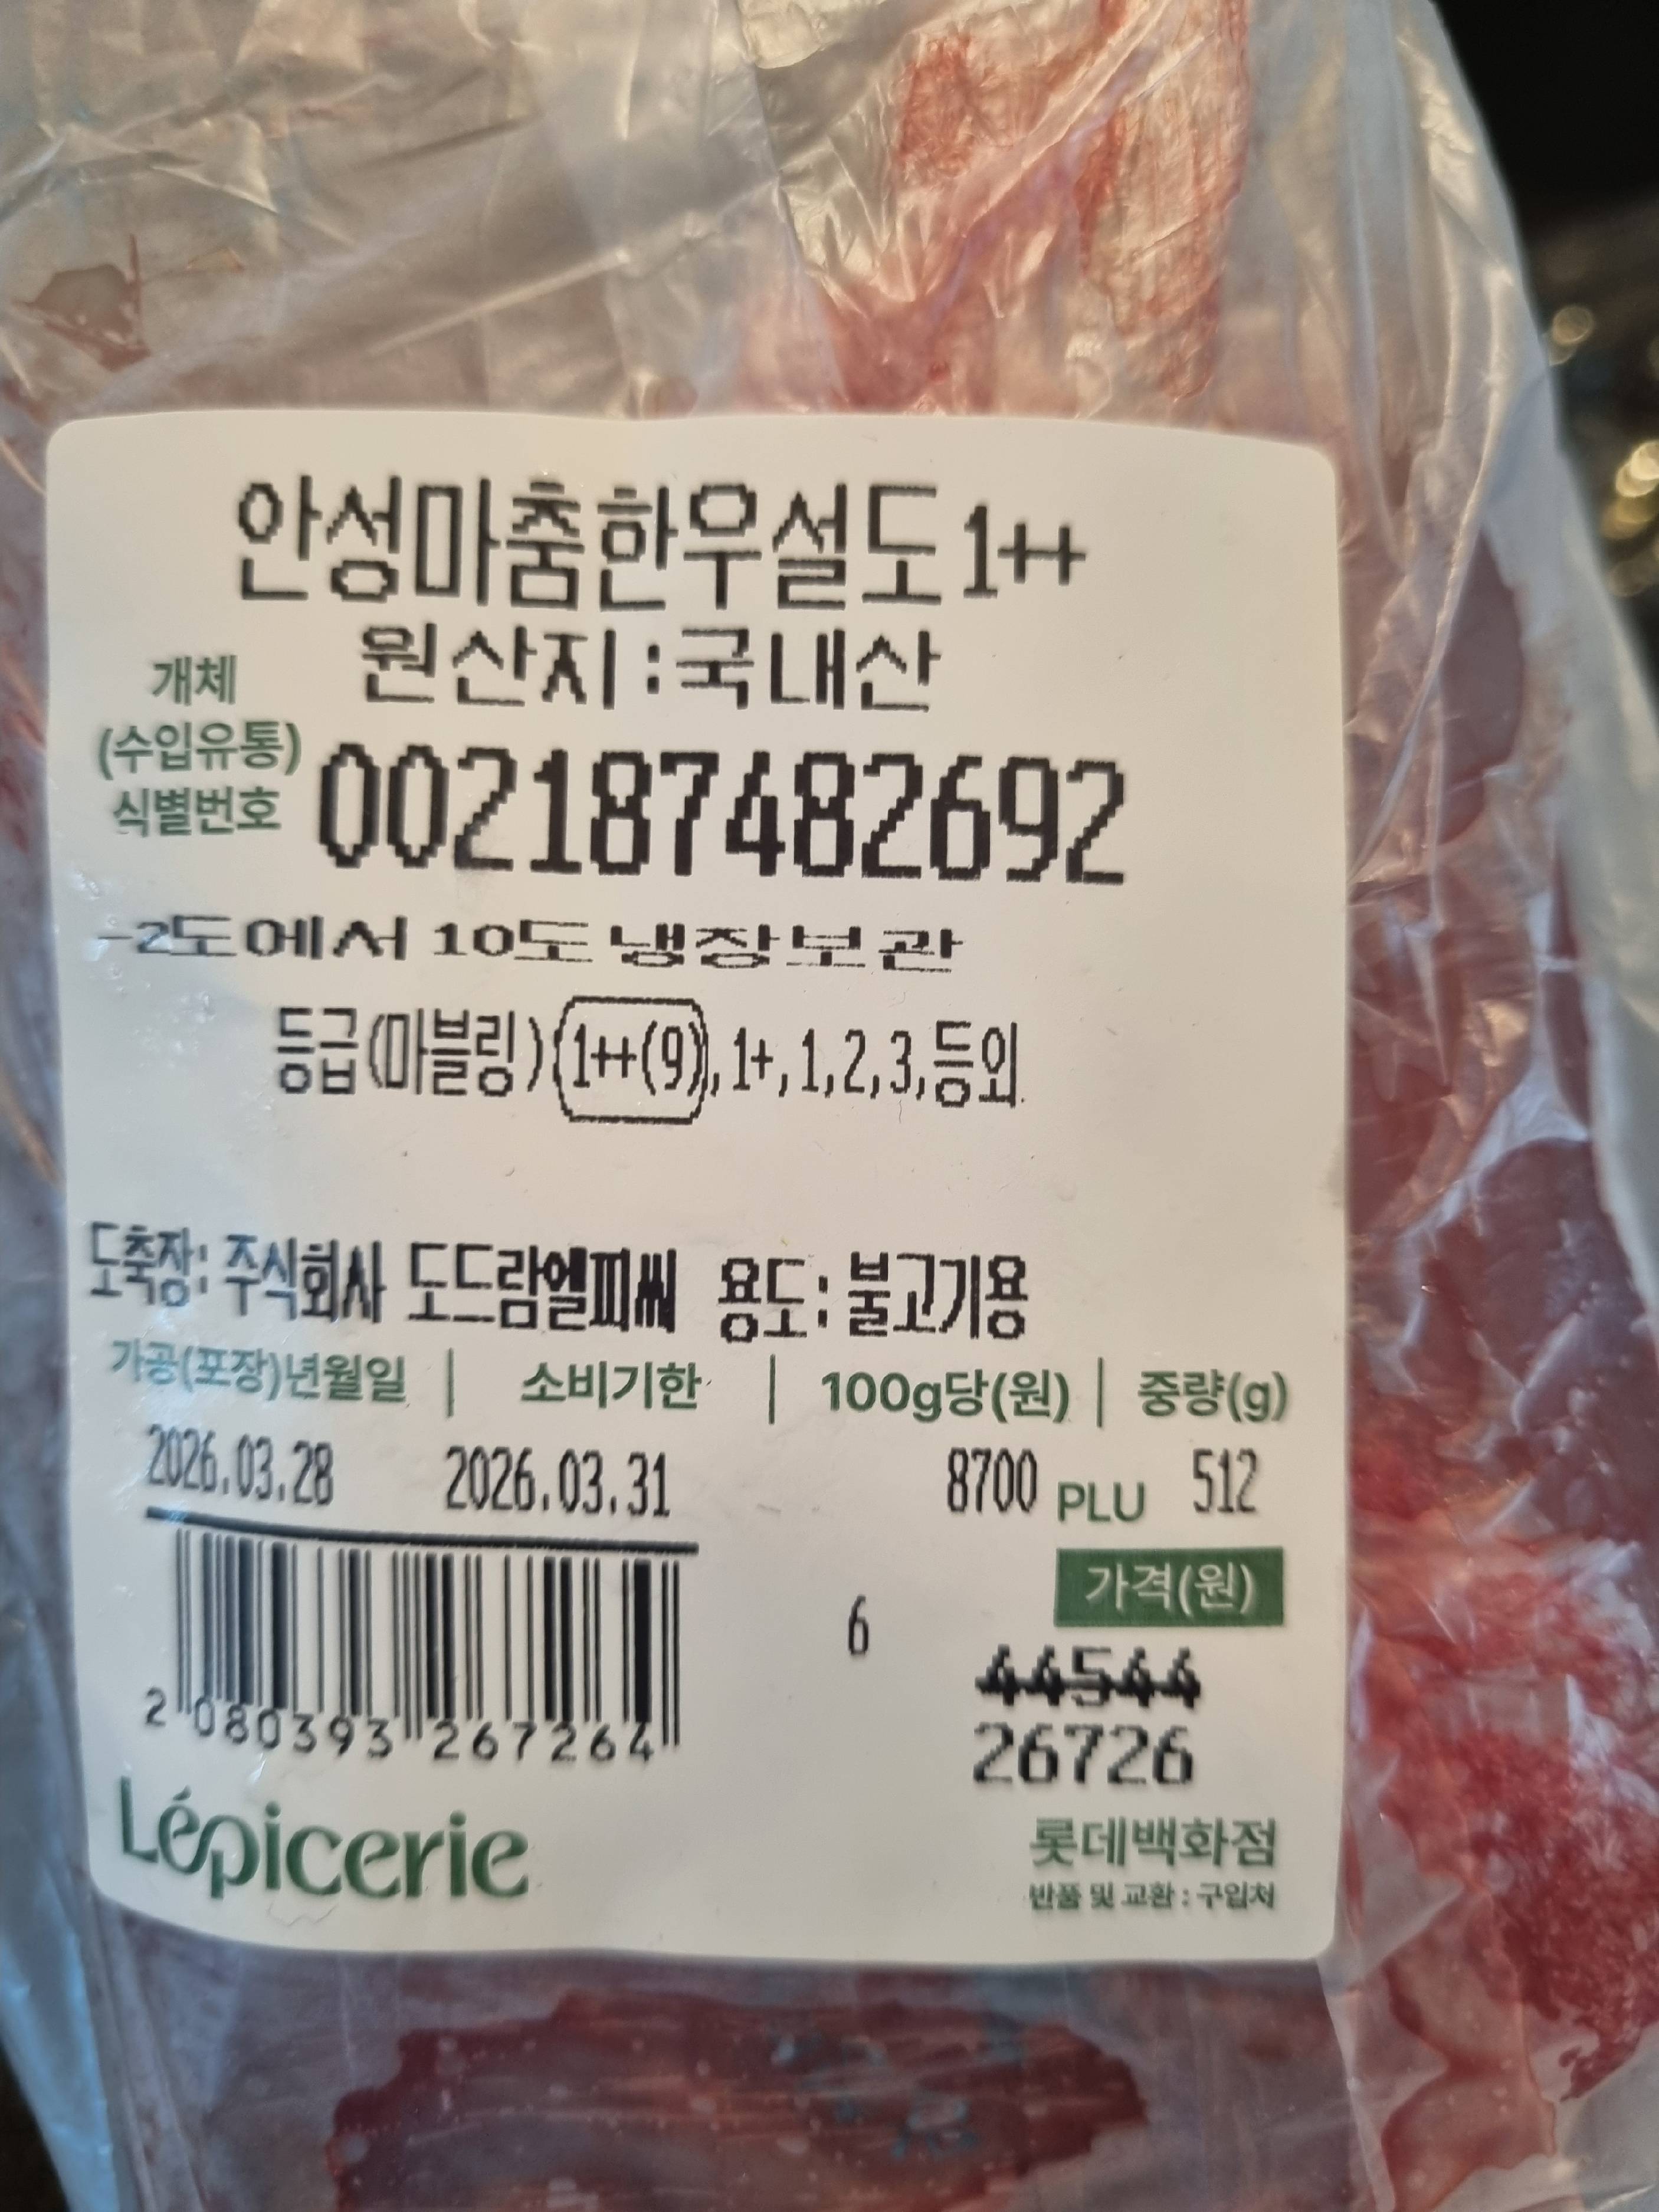 안성마춤한우설도1++
원산지:국내산
개체
(수입유통)
식별번호
002187482692
-2도에서 10도 냉장보관
등급(마블링)(1++(9)),1+,1,2,3,등외
도축장: 주식회사 도드람엘피씨 용도: 불고기용
가공(포장)년월일 | 소비기한 | 100g당(원) | 중량(g)
2026.03.28 2026.03.31 8700 PLU 512
가격(원)
6
44544
26726
2 080393 267264
Lépicerie
롯데백화점
반품 및 교환 : 구입처